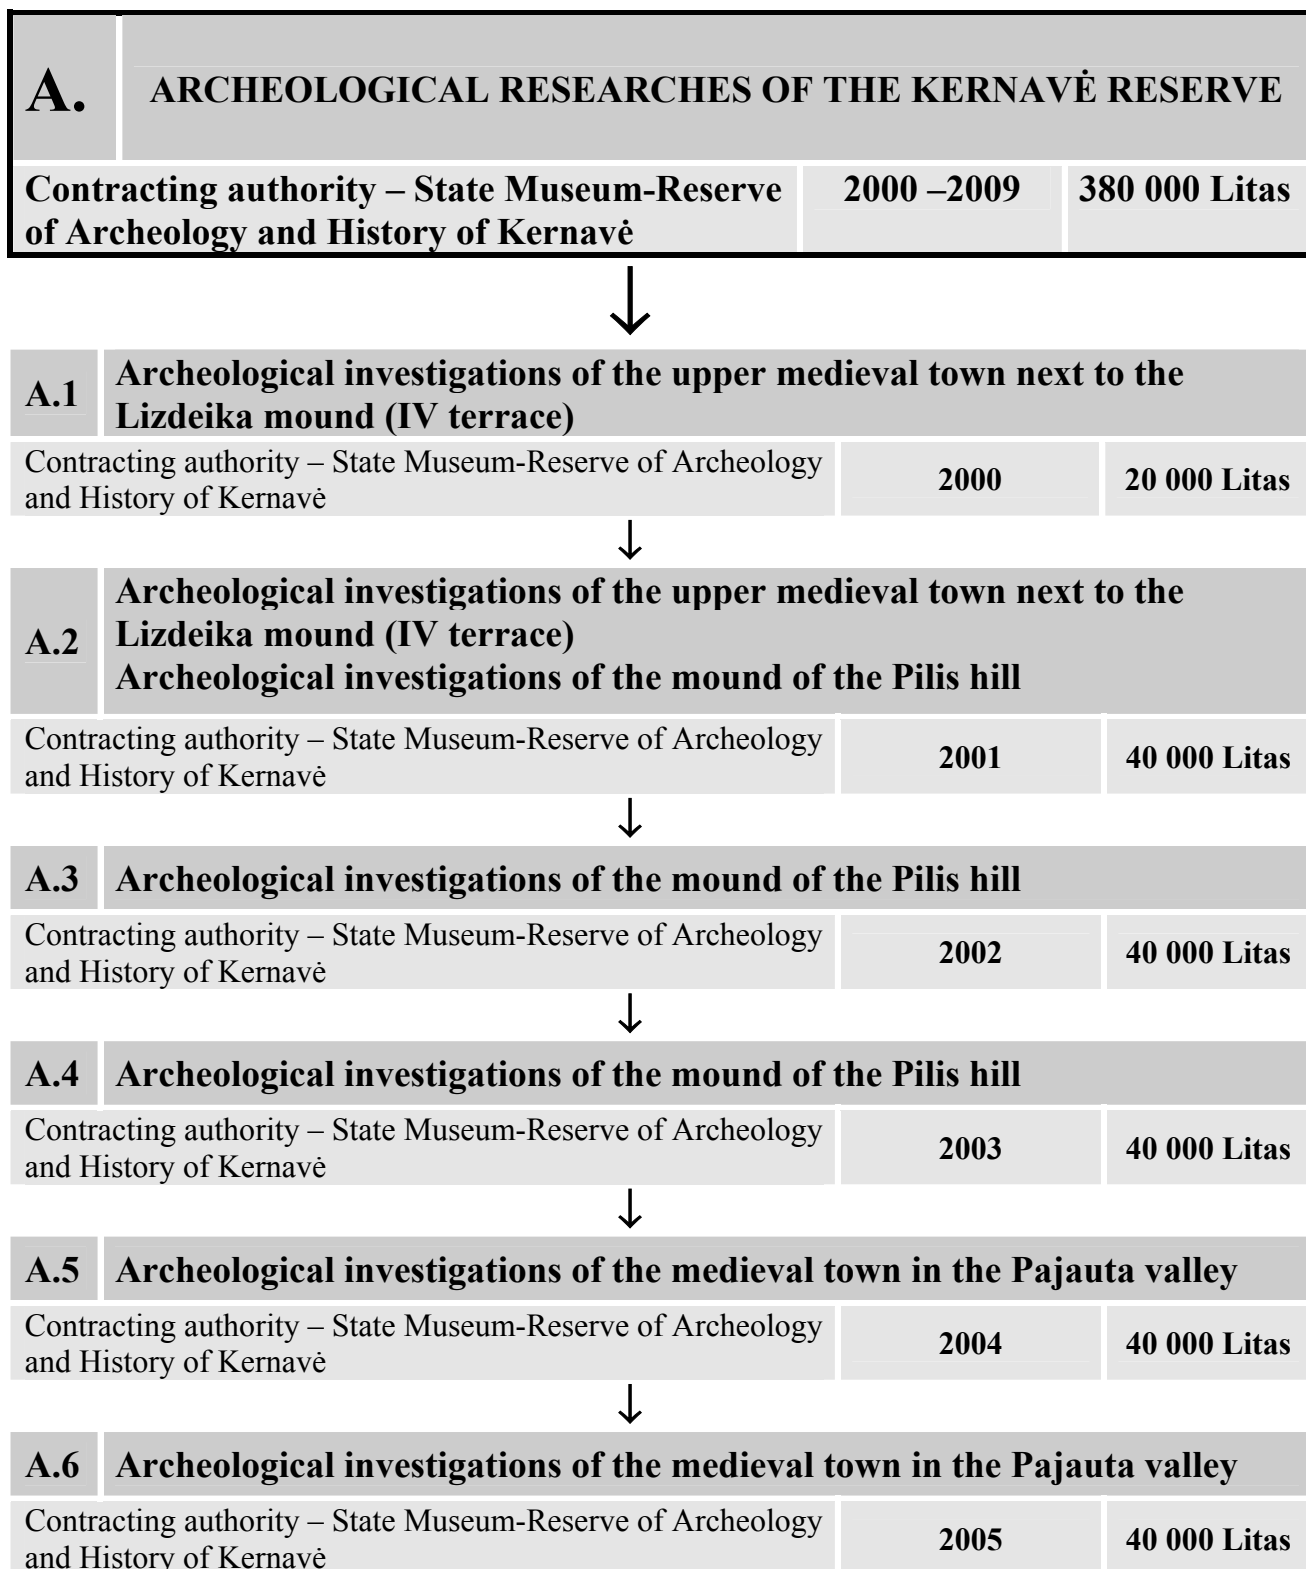 A.
ARCHEOLOGICAL RESEARCHES OF THE KERNAVĖ RESERVE
Contracting authority – State Museum-Reserve
of Archeology and History of Kernavė
2000 –2009
380 000 Litas
↓
A.1
Archeological investigations of the upper medieval town next to the
Lizdeika mound (IV terrace)
Contracting authority – State Museum-Reserve of Archeology
and History of Kernavė
2000
20 000 Litas
↓
A.2
Archeological investigations of the upper medieval town next to the
Lizdeika mound (IV terrace)
Archeological investigations of the mound of the Pilis hill
Contracting authority – State Museum-Reserve of Archeology
and History of Kernavė
2001
40 000 Litas
↓
A.3
Archeological investigations of the mound of the Pilis hill
Contracting authority – State Museum-Reserve of Archeology
and History of Kernavė
2002
40 000 Litas
↓
A.4
Archeological investigations of the mound of the Pilis hill
Contracting authority – State Museum-Reserve of Archeology
and History of Kernavė
2003
40 000 Litas
↓
A.5
Archeological investigations of the medieval town in the Pajauta valley
Contracting authority – State Museum-Reserve of Archeology
and History of Kernavė
2004
40 000 Litas
↓
A.6
Archeological investigations of the medieval town in the Pajauta valley
Contracting authority – State Museum-Reserve of Archeology
and History of Kernavė
2005
40 000 Litas